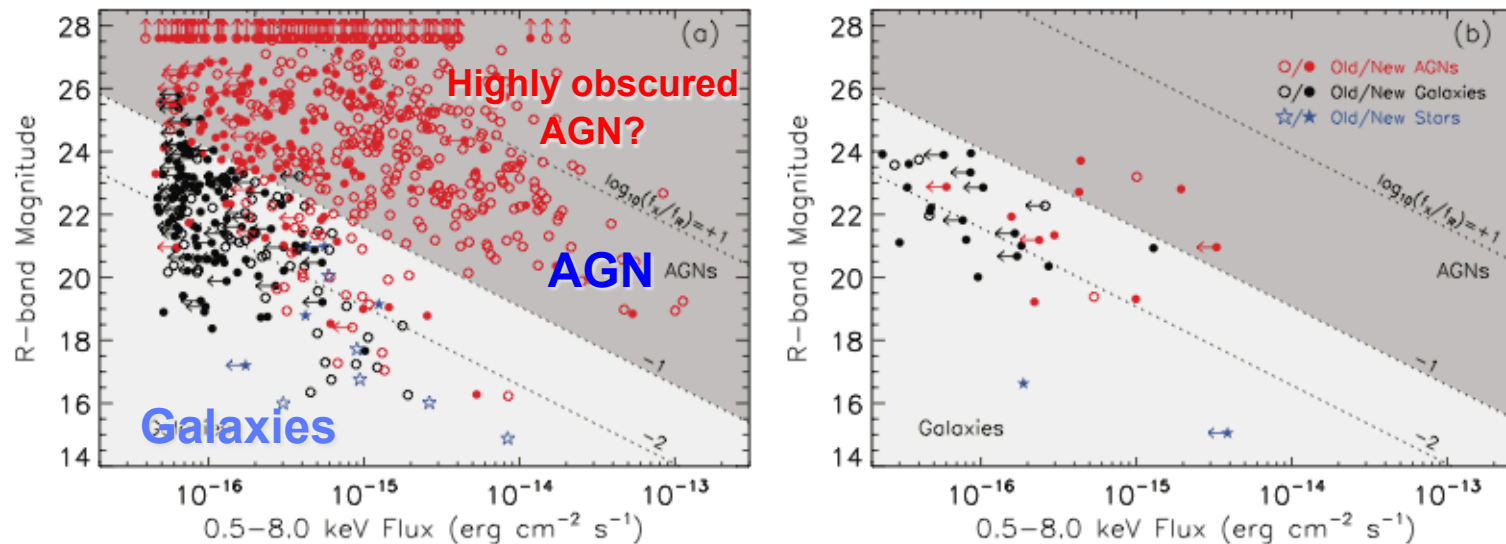 28
26
24
22
20
18
16
14
R-band Magnitude
(a)
Highly obscured
AGN?
log₁₀(fX/fR)=+1
AGNs
AGN
-1
-2
Galaxies
10⁻¹⁶ 10⁻¹⁵ 10⁻¹⁴ 10⁻¹³
0.5–8.0 keV Flux (erg cm⁻² s⁻¹)
28
26
24
22
20
18
16
14
R-band Magnitude
(b)
Old/New AGNs
Old/New Galaxies
Old/New Stars
log₁₀(fX/fR)=+1
AGNs
-1
-2
Galaxies
10⁻¹⁶ 10⁻¹⁵ 10⁻¹⁴ 10⁻¹³
0.5–8.0 keV Flux (erg cm⁻² s⁻¹)